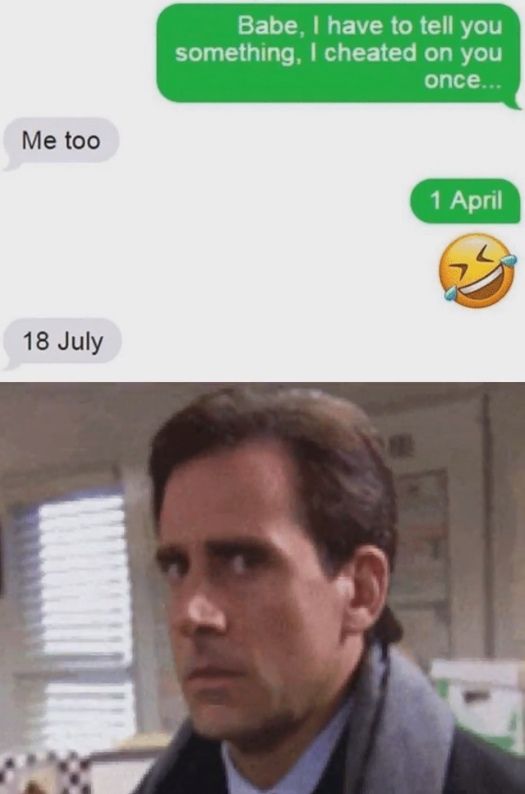 Babe, I have to tell you
something, I cheated on you
once...
Me too
1 April
18 July